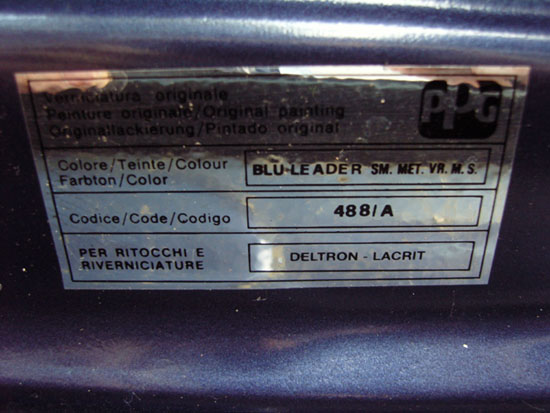 Verniciatura originale
Peinture originale/Original painting
Originallackierung/Pintado original
PPG
Colore/Teinte/Colour
Farbton/Color
BLU-LEADER SM. MET. VR. M. S.
Codice/Code/Codigo
488/A
PER RITOCCHI E
RIVERNICIATURE
DELTRON - LACRIT